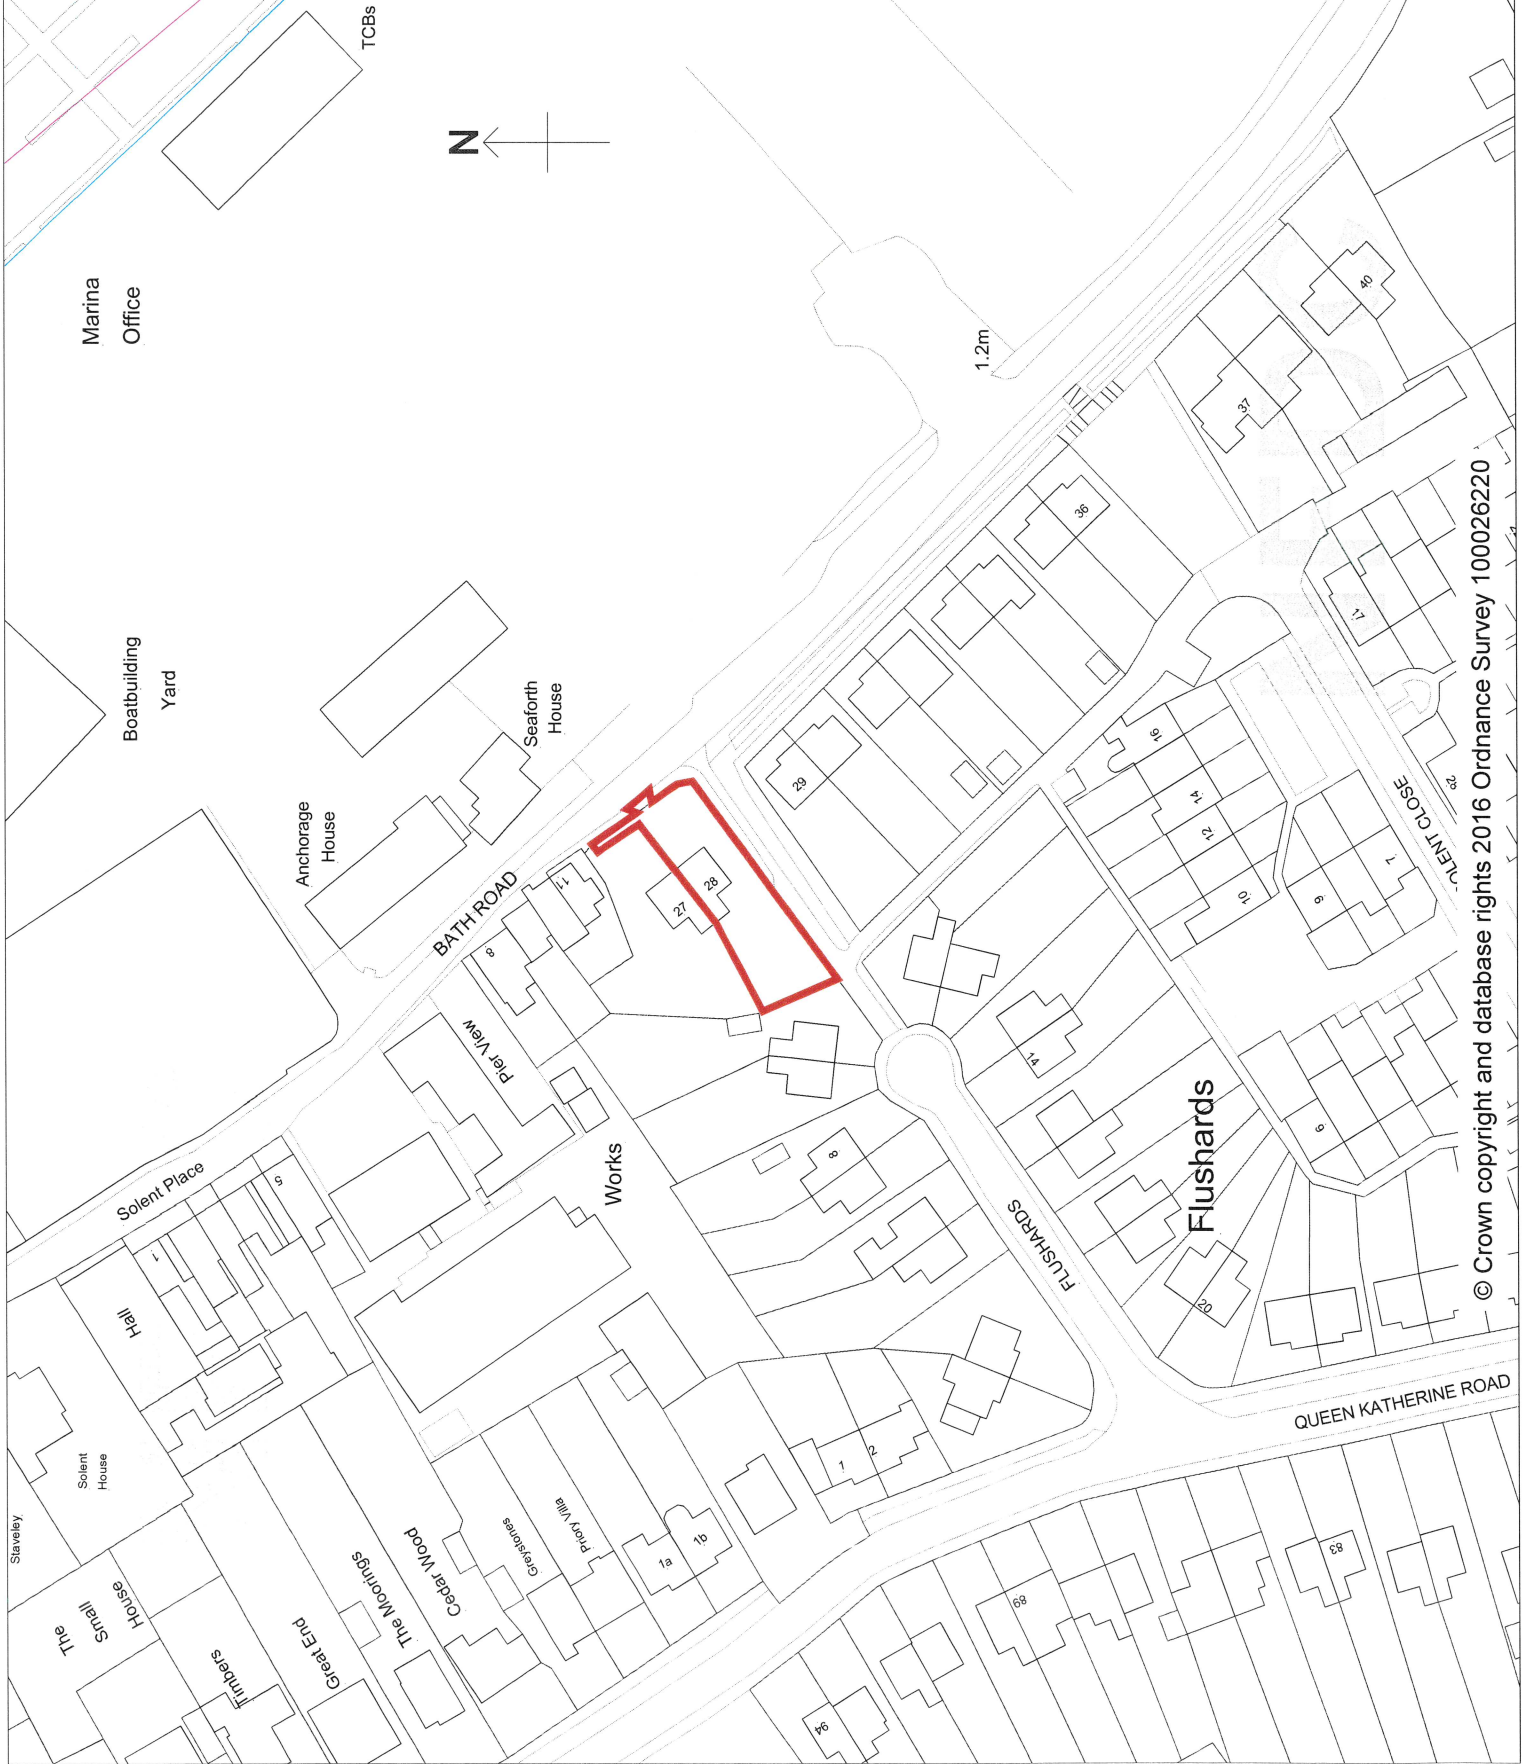 TCBs
N
Marina
Office
Boatbuilding
Yard
Anchorage
House
Seaforth
House
1.2m
BATH ROAD
11
8
27
28
29
36
37
40
17
16
14
12
10
9
7
28
SOLENT CLOSE
Pier View
Solent Place
5
1
Hall
Works
8
14
FLUSHARDS
Flushards
20
9
Staveley
Solent
House
The
Small
House
Timbers
Great End
The Moorings
Cedar Wood
Greystones
Priory Villa
1a
1b
1
2
QUEEN KATHERINE ROAD
94
89
83
© Crown copyright and database rights 2016 Ordnance Survey 100026220